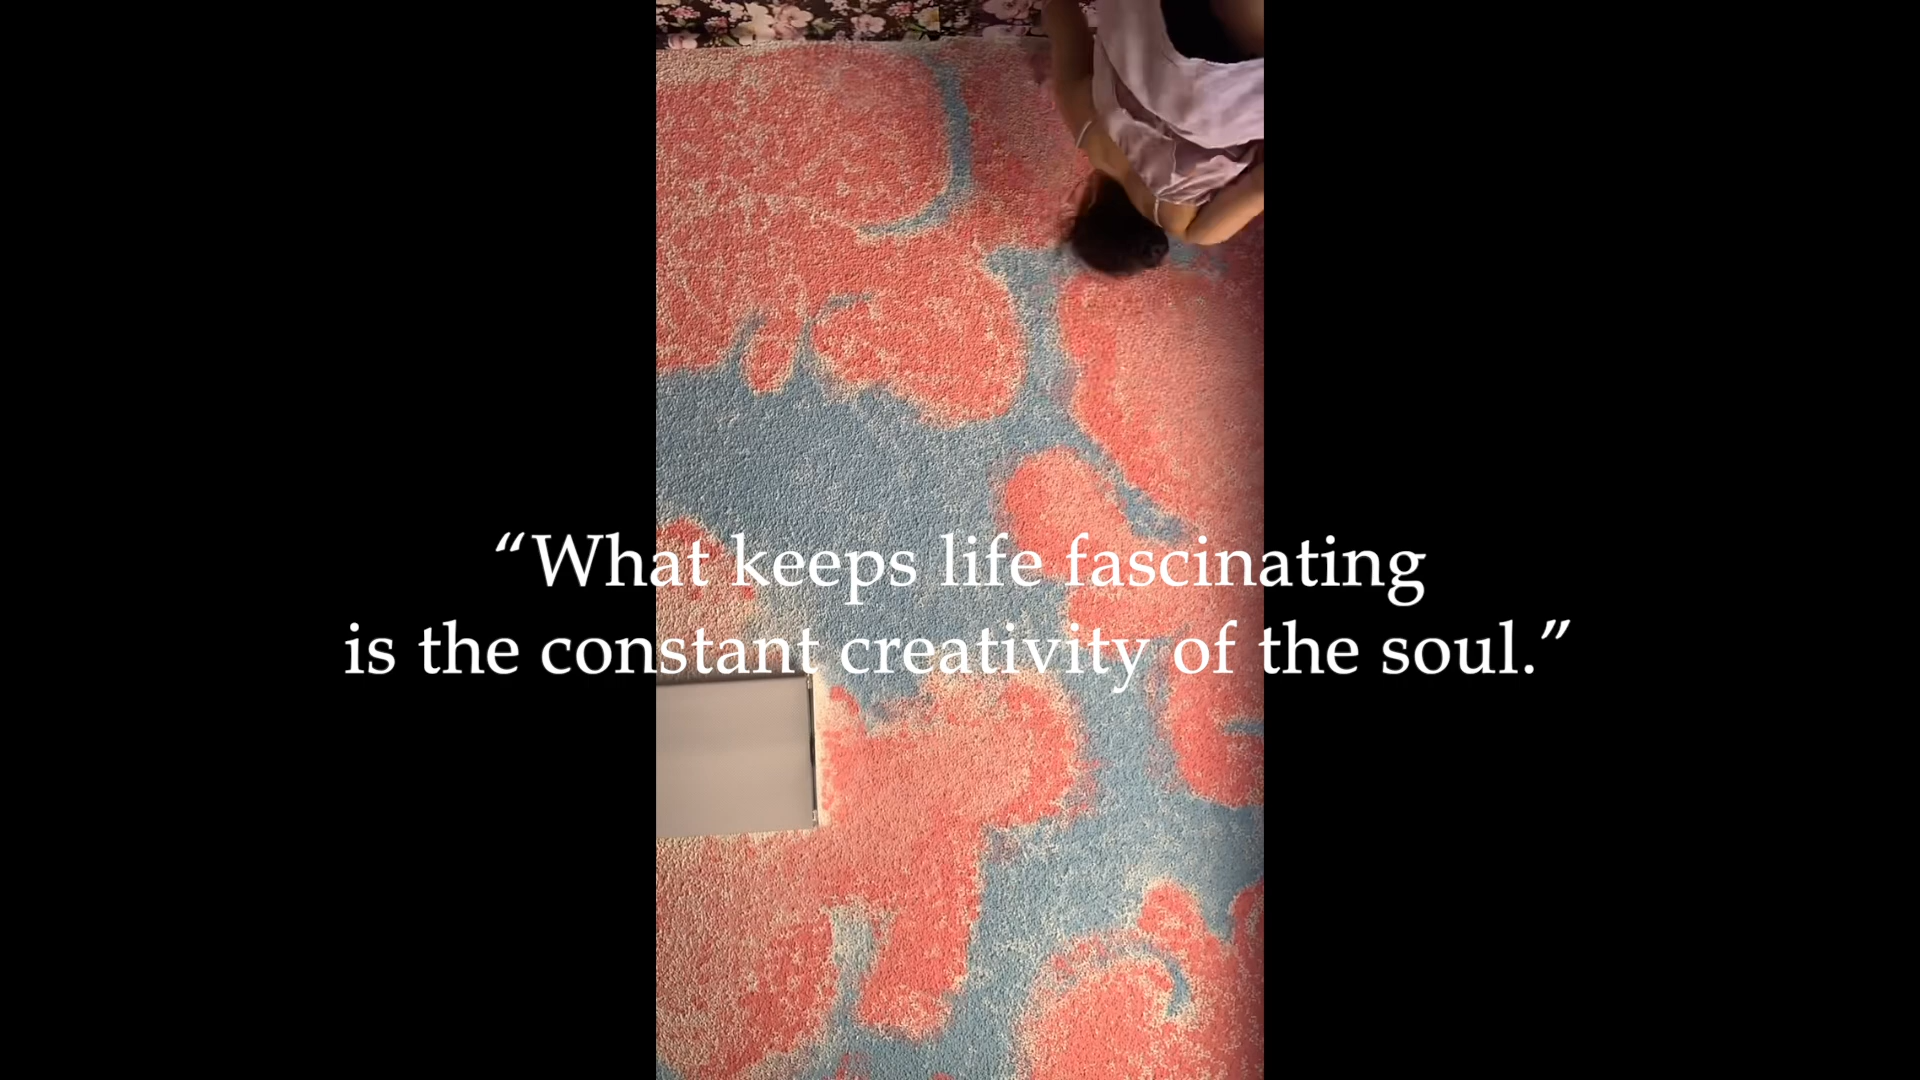 “What keeps life fascinating
is the constant creativity of the soul.”